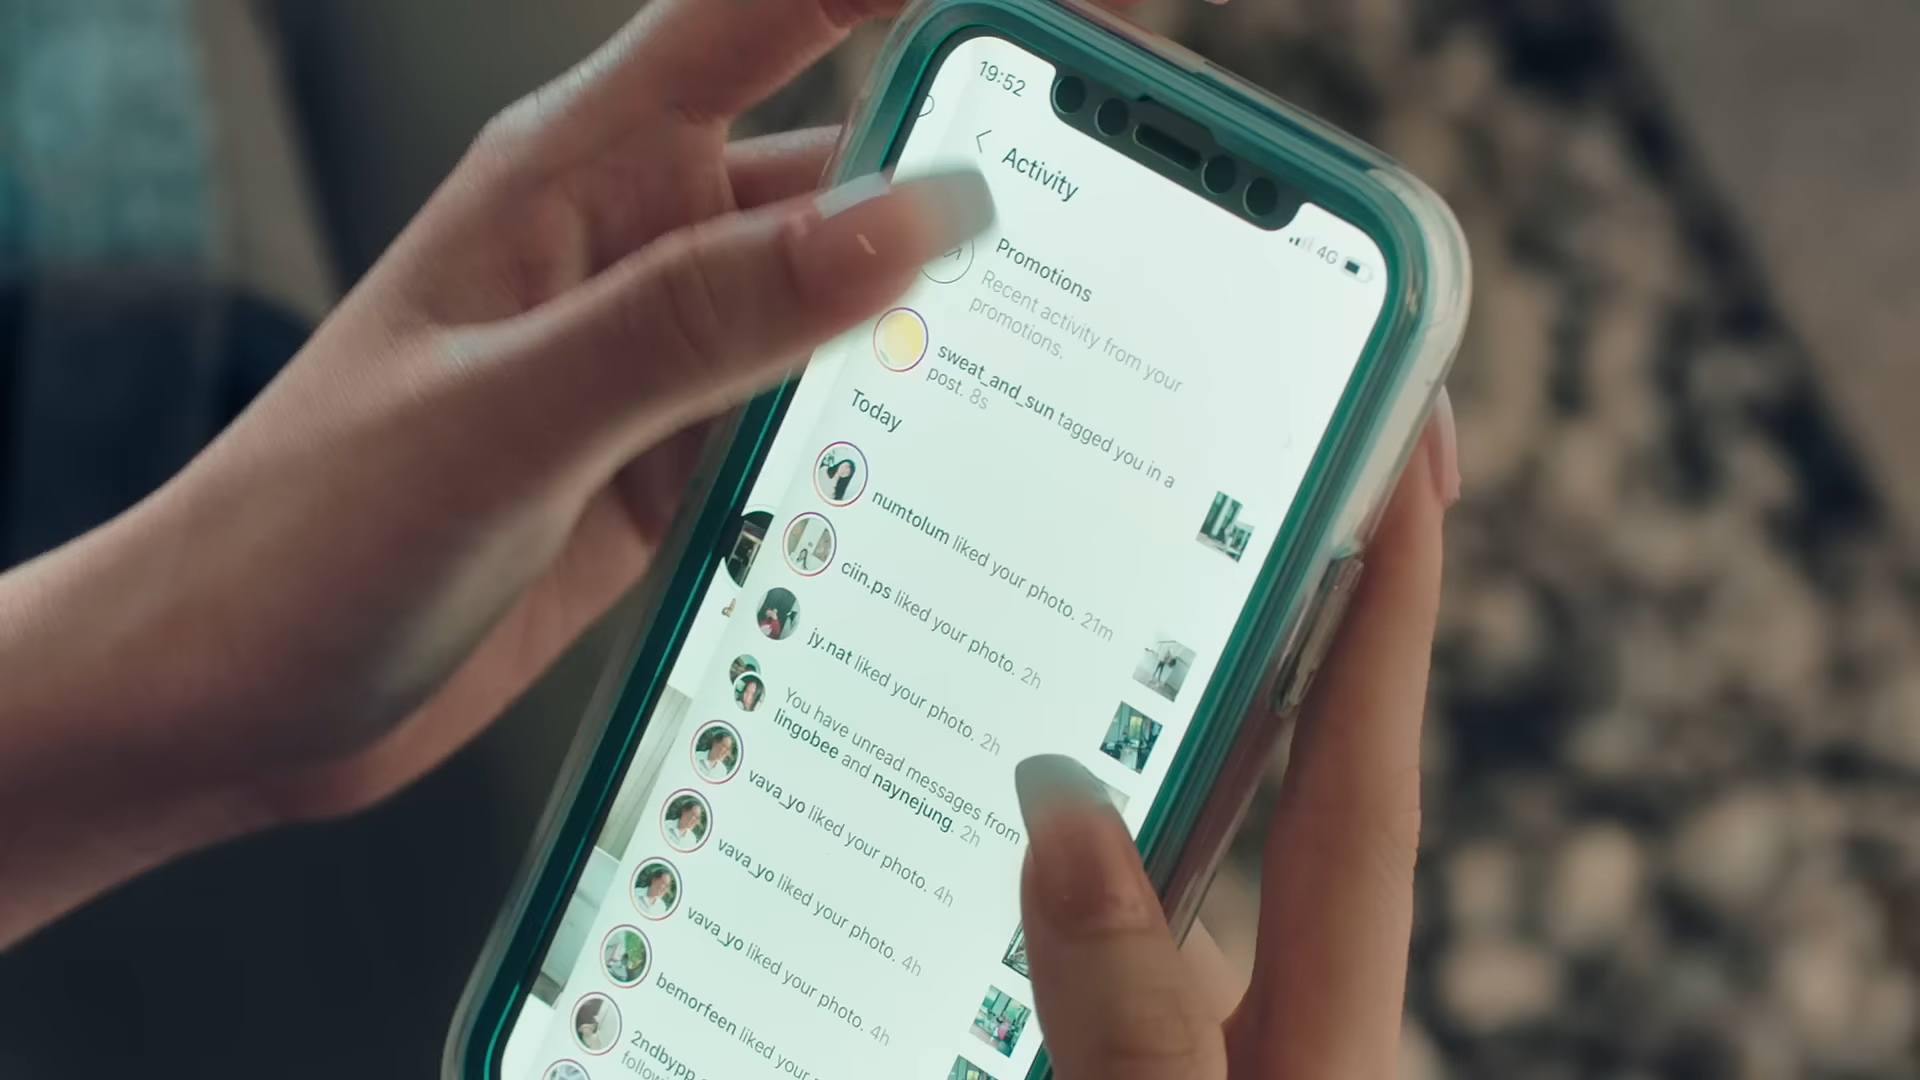 19:52
4G
Activity
Promotions
Recent activity from your
promotions.
sweat_and_sun tagged you in a
post. 8s
Today
numtolum liked your photo. 21m
ciin.ps liked your photo. 2h
jy.nat liked your photo. 2h
You have unread messages from
lingobee and naynejung. 2h
vava_yo liked your photo. 4h
vava_yo liked your photo. 4h
vava_yo liked your photo. 4h
bemorfeen liked your
2ndbypp